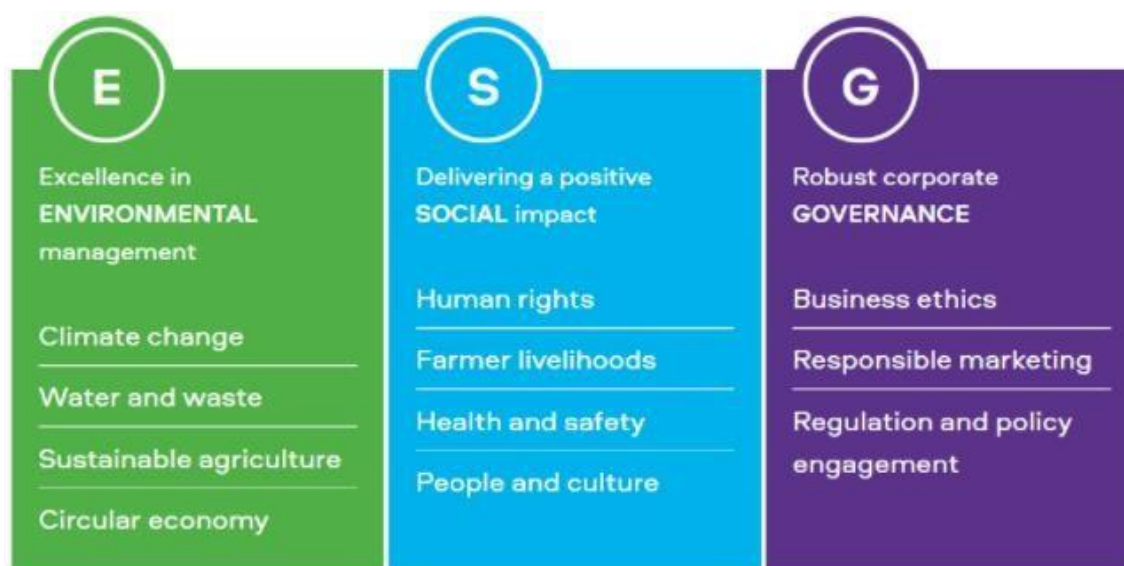 E
Excellence in
ENVIRONMENTAL
management
Climate change
Water and waste
Sustainable agriculture
Circular economy
S
Delivering a positive
SOCIAL impact
Human rights
Farmer livelihoods
Health and safety
People and culture
G
Robust corporate
GOVERNANCE
Business ethics
Responsible marketing
Regulation and policy
engagement